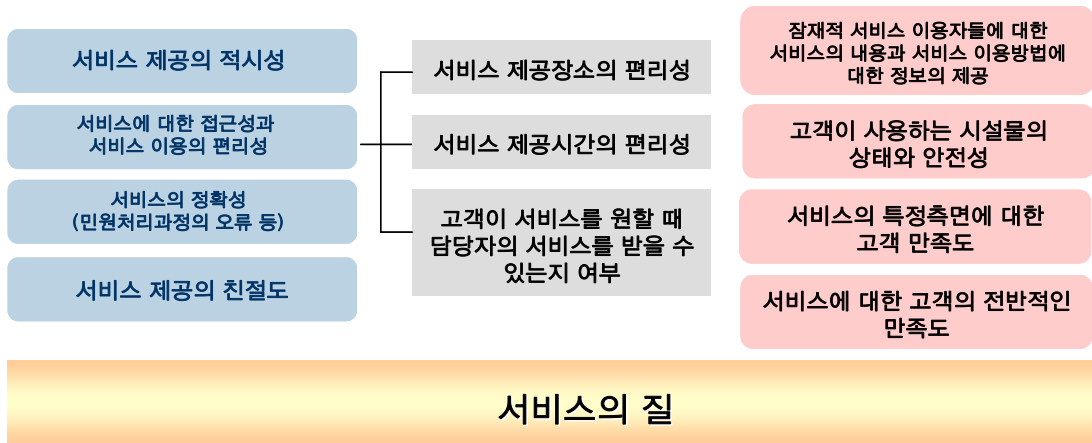 서비스 제공의 적시성
서비스에 대한 접근성과
서비스 이용의 편리성
서비스의 정확성
(민원처리과정의 오류 등)
서비스 제공의 친절도
서비스 제공장소의 편리성
서비스 제공시간의 편리성
고객이 서비스를 원할 때
담당자의 서비스를 받을 수
있는지 여부
잠재적 서비스 이용자들에 대한
서비스의 내용과 서비스 이용방법에
대한 정보의 제공
고객이 사용하는 시설물의
상태와 안전성
서비스의 특정측면에 대한
고객 만족도
서비스에 대한 고객의 전반적인
만족도
서비스의 질